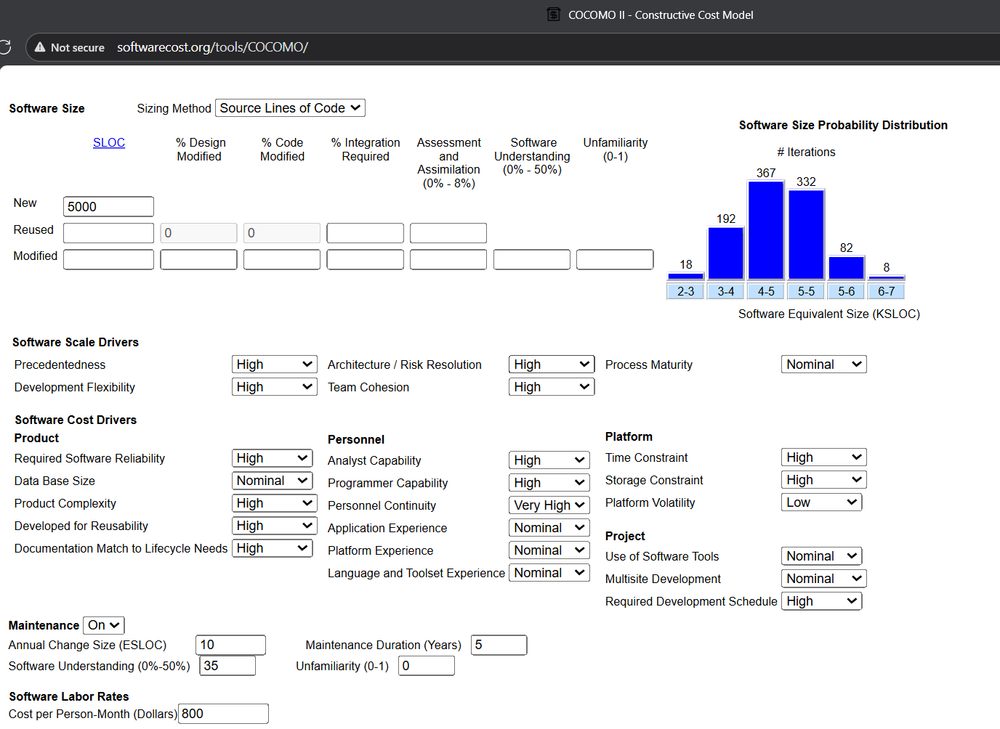 COCOMO II - Constructive Cost Model
Not secure softwarecost.org/tools/COCOMO/
Software Size Sizing Method Source Lines of Code
SLOC
% Design Modified
% Code Modified
% Integration Required
Assessment and Assimilation (0% - 8%)
Software Understanding (0% - 50%)
Unfamiliarity (0-1)
New 5000
Reused 0 0
Modified
Software Size Probability Distribution
# Iterations
18 192 367 332 82 8
2-3 3-4 4-5 5-5 5-6 6-7
Software Equivalent Size (KSLOC)
Software Scale Drivers
Precedentedness High Architecture / Risk Resolution High Process Maturity Nominal
Development Flexibility High Team Cohesion High
Software Cost Drivers
Product
Required Software Reliability High
Data Base Size Nominal
Product Complexity High
Developed for Reusability High
Documentation Match to Lifecycle Needs High
Personnel
Analyst Capability High
Programmer Capability High
Personnel Continuity Very High
Application Experience Nominal
Platform Experience Nominal
Language and Toolset Experience Nominal
Platform
Time Constraint High
Storage Constraint High
Platform Volatility Low
Project
Use of Software Tools Nominal
Multisite Development Nominal
Required Development Schedule High
Maintenance On
Annual Change Size (ESLOC) 10 Maintenance Duration (Years) 5
Software Understanding (0%-50%) 35 Unfamiliarity (0-1) 0
Software Labor Rates
Cost per Person-Month (Dollars) 800